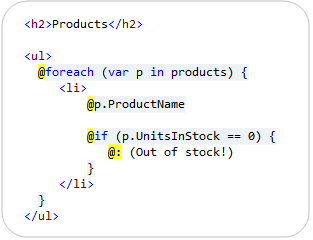 <h2>Products</h2>
<ul>
@foreach (var p in products) {
<li>
@p.ProductName
@if (p.UnitsInStock == 0) {
@: (Out of stock!)
}
</li>
}
</ul>